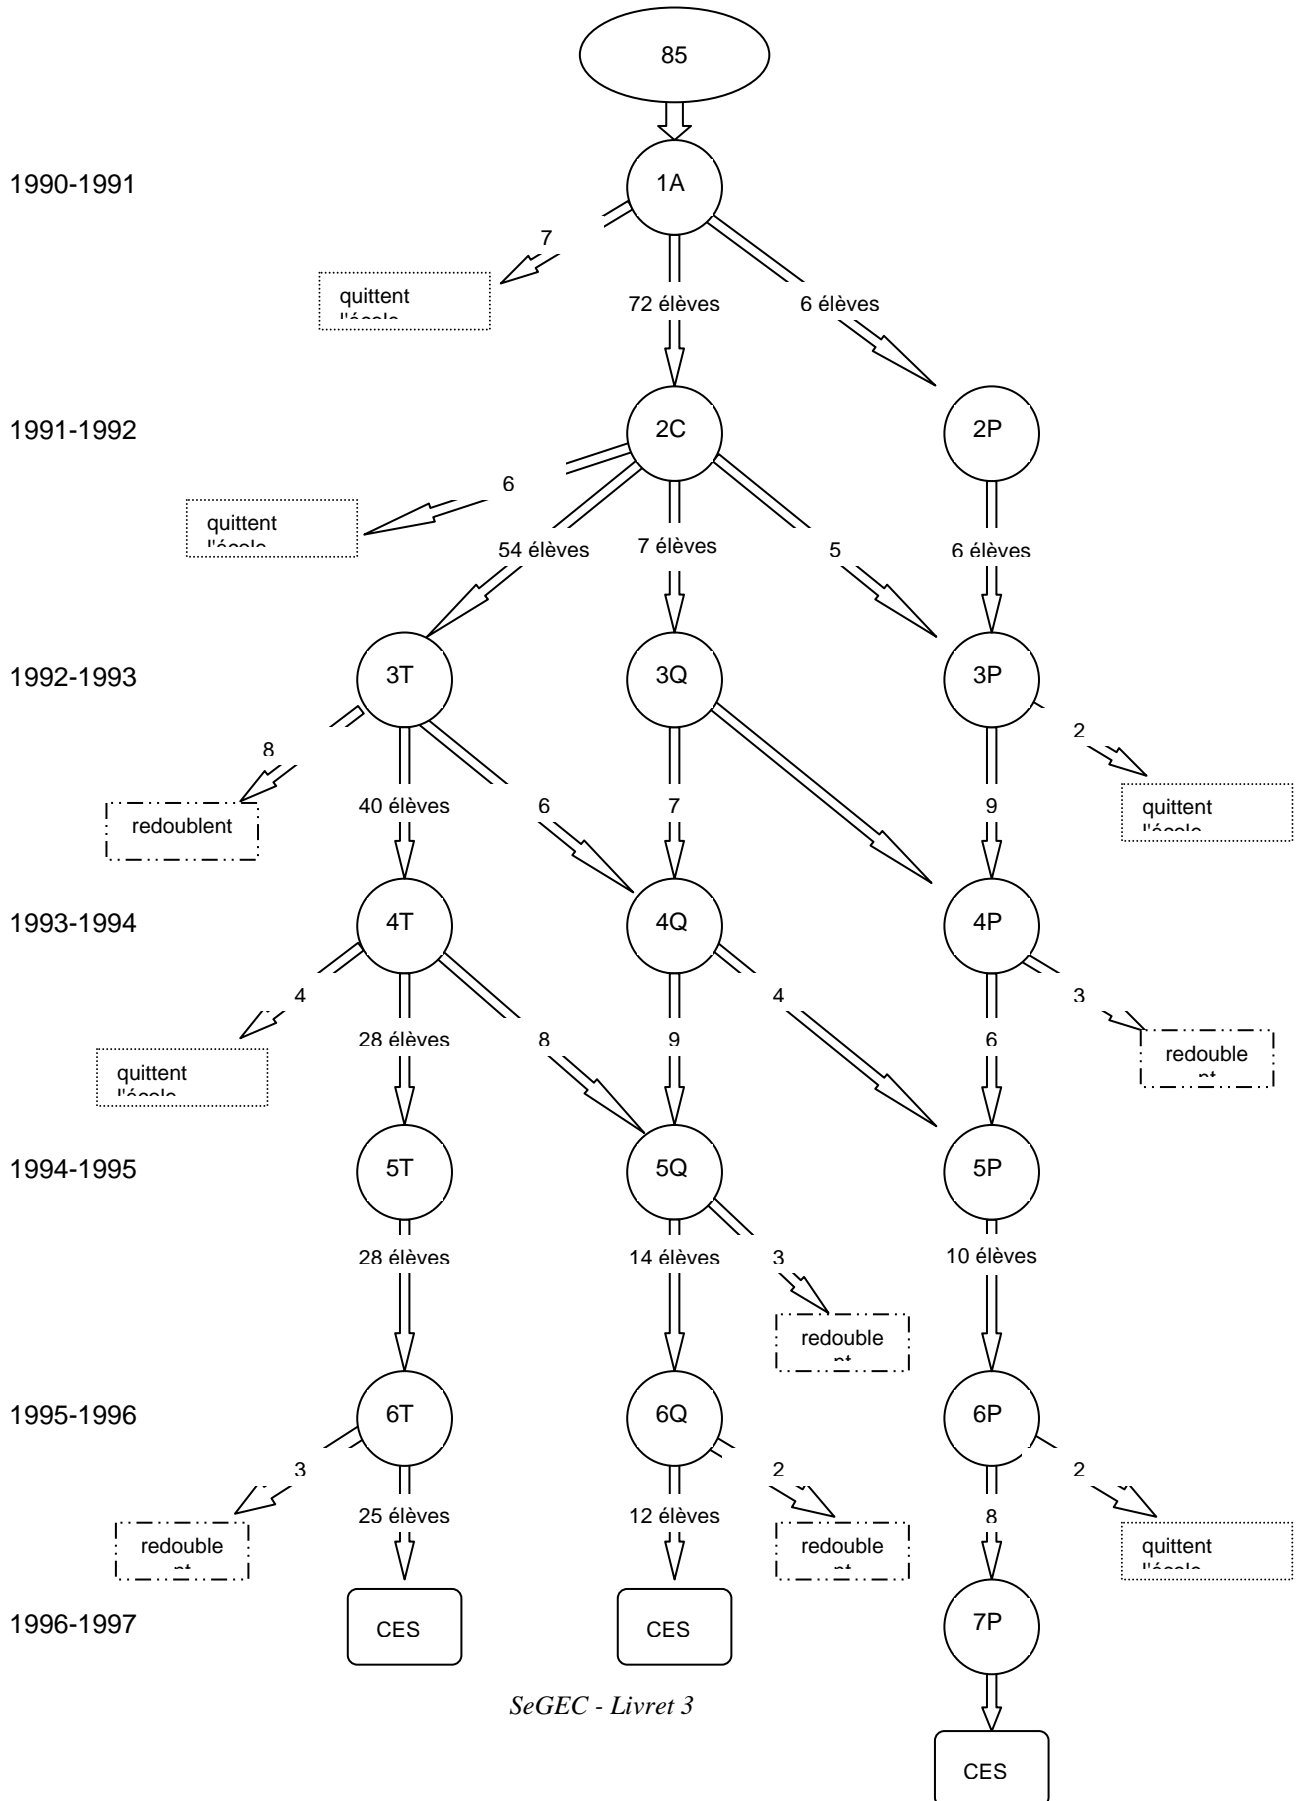 85
1990-1991
1A
7
quittent
72 élèves
6 élèves
1991-1992
2C
2P
6
quittent
54 élèves
7 élèves
5
6 élèves
1992-1993
3T
3Q
3P
8
2
redoublent
40 élèves
6
7
9
quittent
1993-1994
4T
4Q
4P
4
4
3
28 élèves
8
9
6
quittent
redouble
1994-1995
5T
5Q
5P
28 élèves
14 élèves
3
10 élèves
redouble
1995-1996
6T
6Q
6P
3
2
2
25 élèves
12 élèves
8
redouble
redouble
quittent
1996-1997
CES
CES
7P
SeGEC - Livret 3
CES